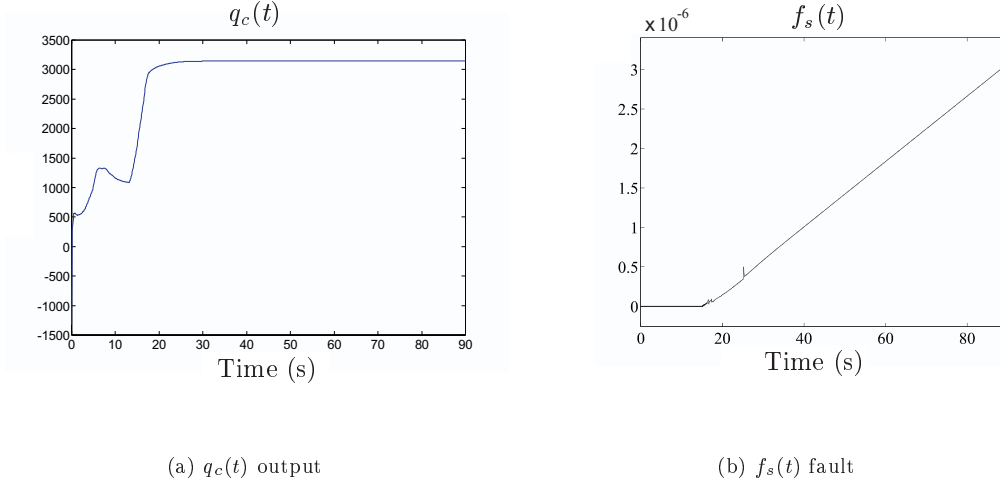 q_c(t)
3500
3000
2500
2000
1500
1000
500
0
-500
-1000
-1500
0 10 20 30 40 50 60 70 80 90
Time (s)
(a) q_c(t) output
x 10^-6
f_s(t)
3
2.5
2
1.5
1
0.5
0
0 20 40 60 80
Time (s)
(b) f_s(t) fault